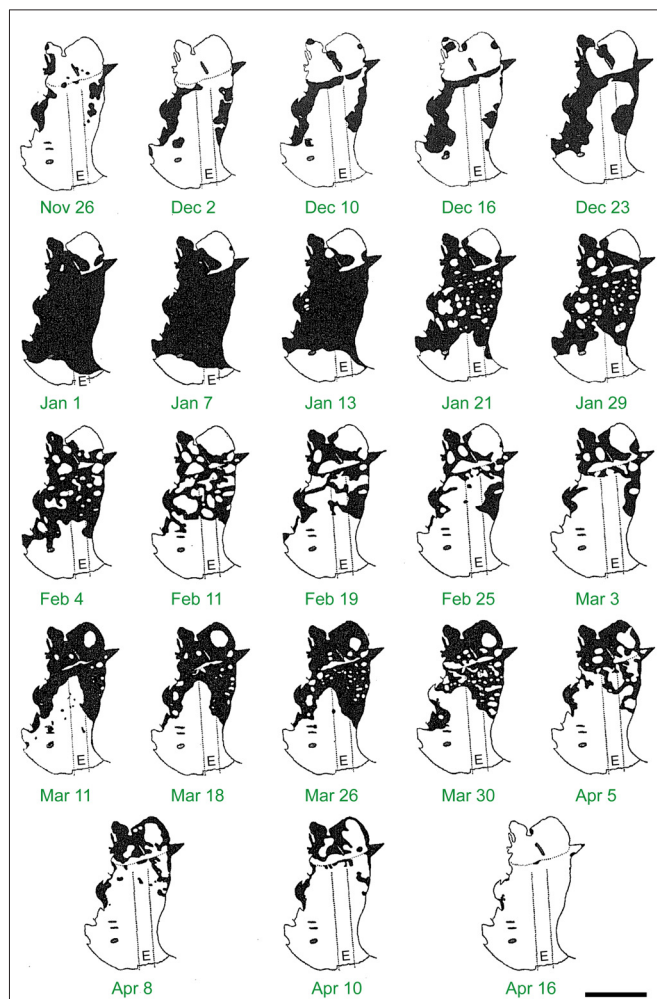 E E E E E
Nov 26 Dec 2 Dec 10 Dec 16 Dec 23
E E E E E
Jan 1 Jan 7 Jan 13 Jan 21 Jan 29
E E E E E
Feb 4 Feb 11 Feb 19 Feb 25 Mar 3
E E E E E
Mar 11 Mar 18 Mar 26 Mar 30 Apr 5
E E E
Apr 8 Apr 10 Apr 16